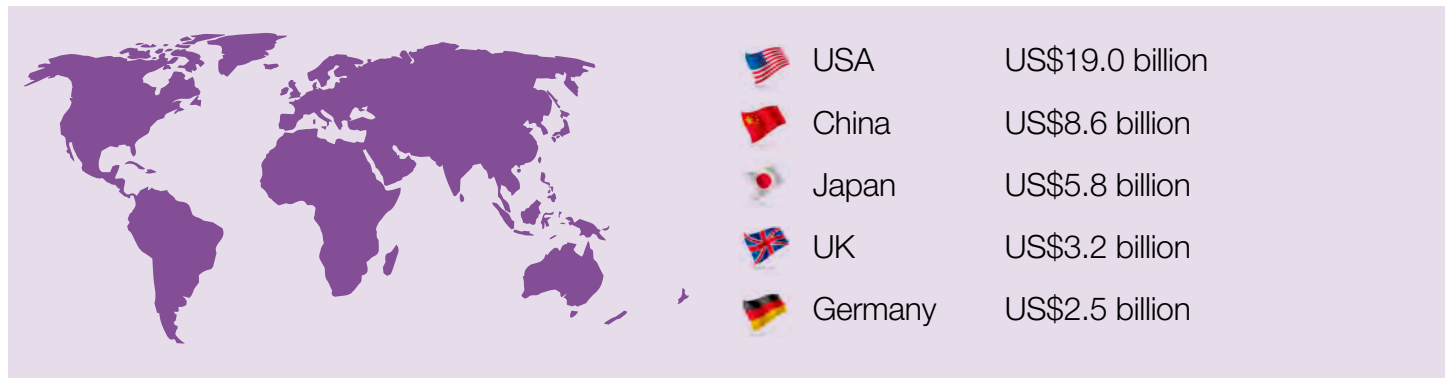 USA US$19.0 billion
China US$8.6 billion
Japan US$5.8 billion
UK US$3.2 billion
Germany US$2.5 billion